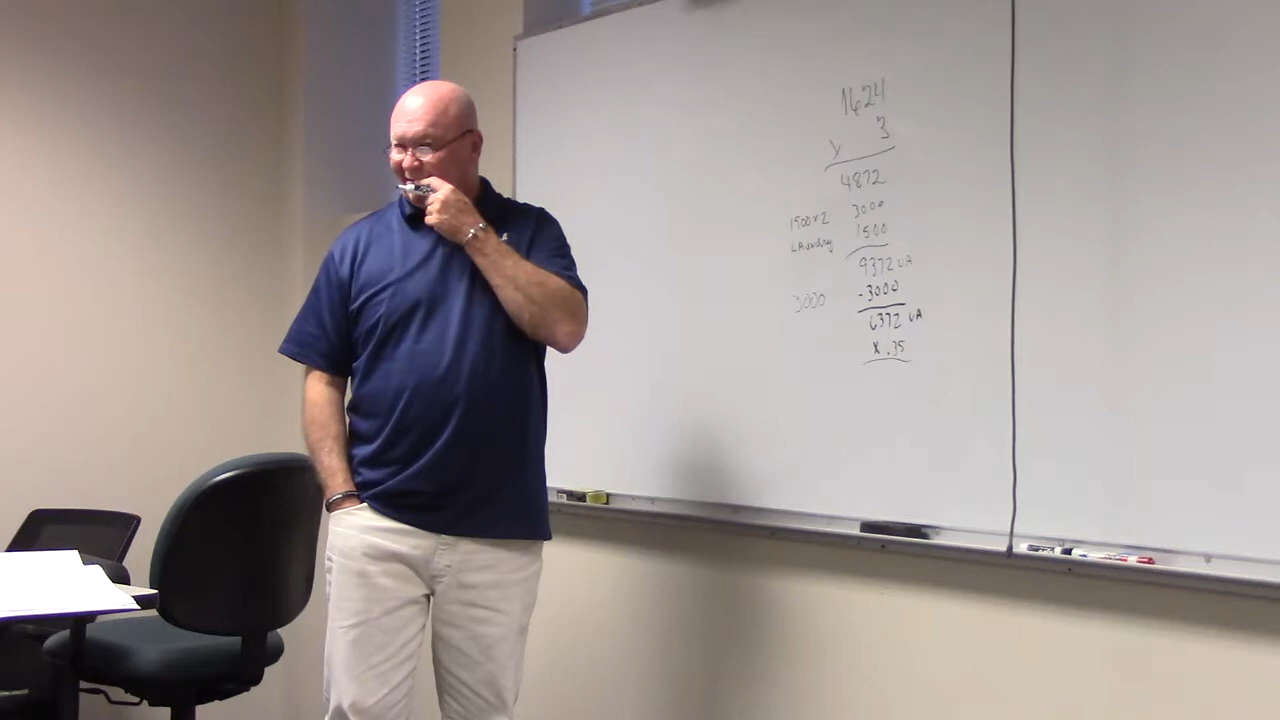 1624
x 3
4872
1500x2 3000
Laundry 1500
9372 VA
3000 -3000
6372 VA
x .35